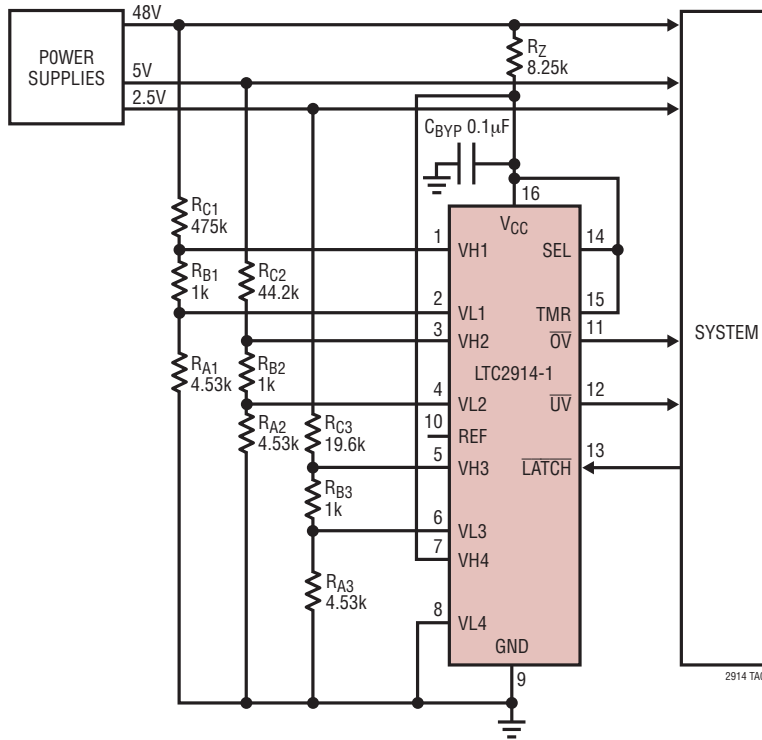 48V
POWER
SUPPLIES
5V
2.5V
RZ
8.25k
CBYP 0.1µF
16
VCC
RC1
475k
1
VH1
SEL
14
RB1
1k
RC2
44.2k
2
VL1
TMR
15
3
VH2
OV
11
SYSTEM
RA1
4.53k
RB2
1k
LTC2914-1
4
VL2
UV
12
RA2
4.53k
RC3
19.6k
10
REF
5
VH3
LATCH
13
RB3
1k
6
VL3
7
VH4
RA3
4.53k
8
VL4
GND
9